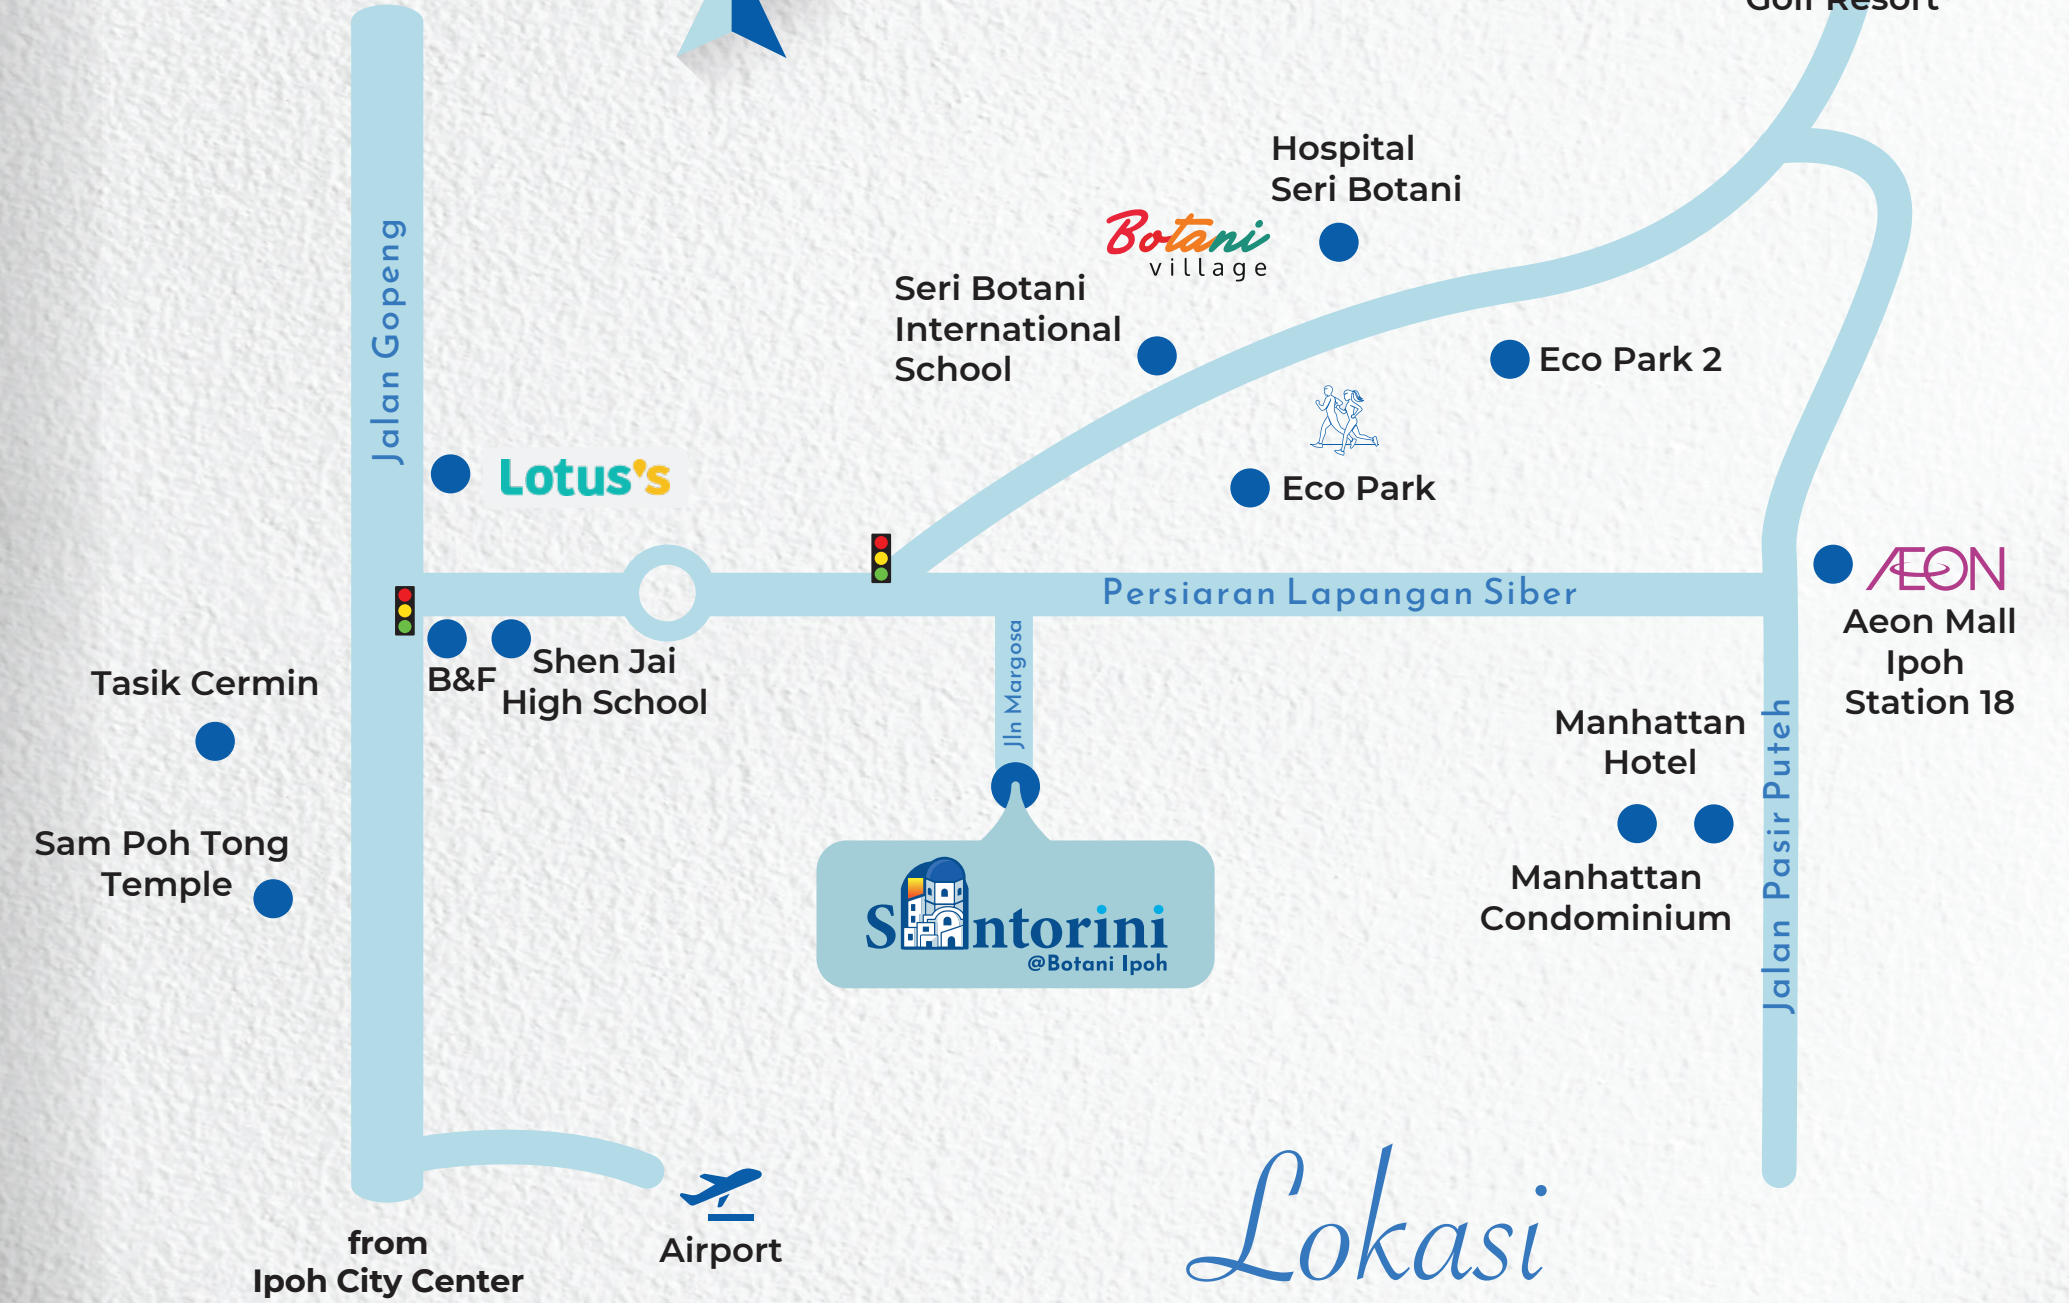 Golf Resort
Hospital
Seri Botani
Botani
village
Seri Botani
International
School
Jalan Gopeng
Eco Park 2
Lotus's
Eco Park
AEON
Persiaran Lapangan Siber
Aeon Mall
Ipoh
Station 18
B&F
Shen Jai
High School
Jln Margosa
Tasik Cermin
Manhattan
Hotel
Jalan Pasir Puteh
Sam Poh Tong
Temple
Manhattan
Condominium
Santorini
@Botani Ipoh
from
Ipoh City Center
Airport
Lokasi